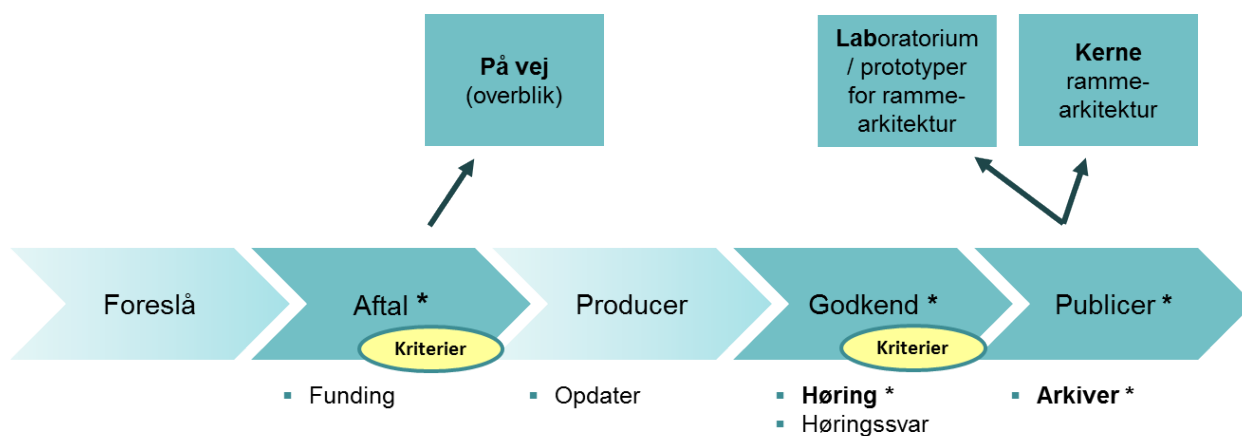 På vej
(overblik)
Laboratorium
/ prototyper
for ramme-
arkitektur
Kerne
ramme-
arkitektur
Foreslå
Aftal *
Producer
Godkend *
Publicer *
Kriterier
Kriterier
▪ Funding
▪ Opdater
▪ Høring *
▪ Høringssvar
▪ Arkiver *